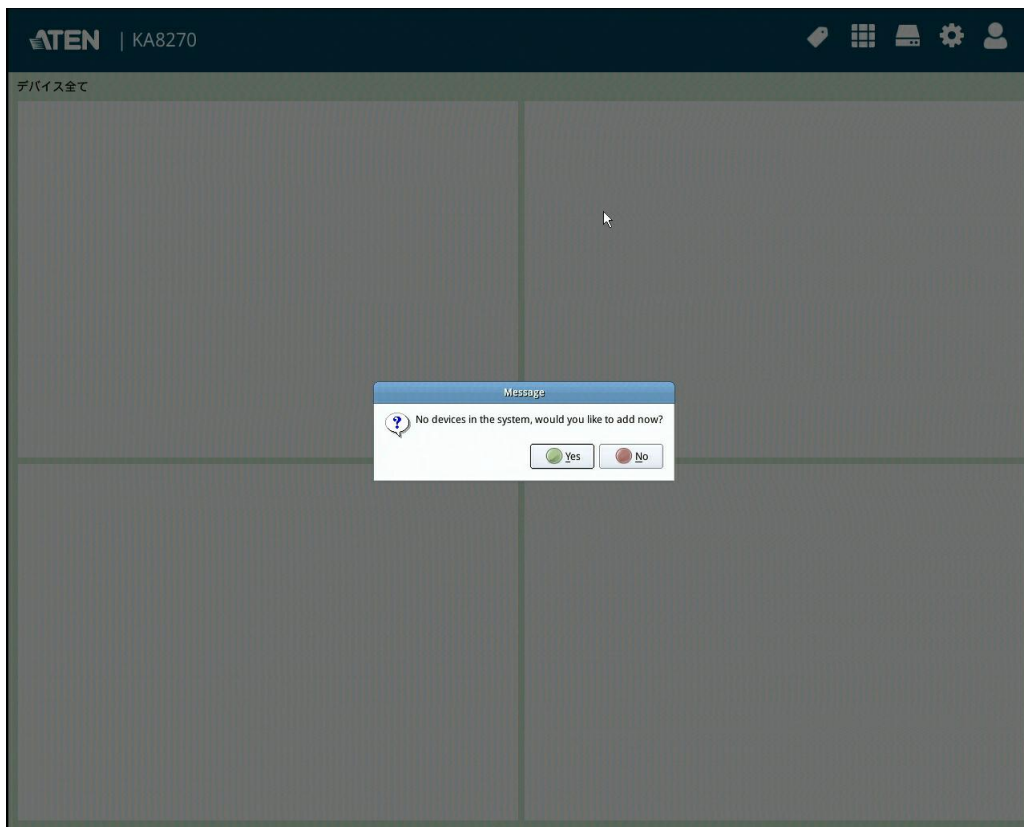 ATEN | KA8270
デバイス全て
Message
No devices in the system, would you like to add now?
Yes No